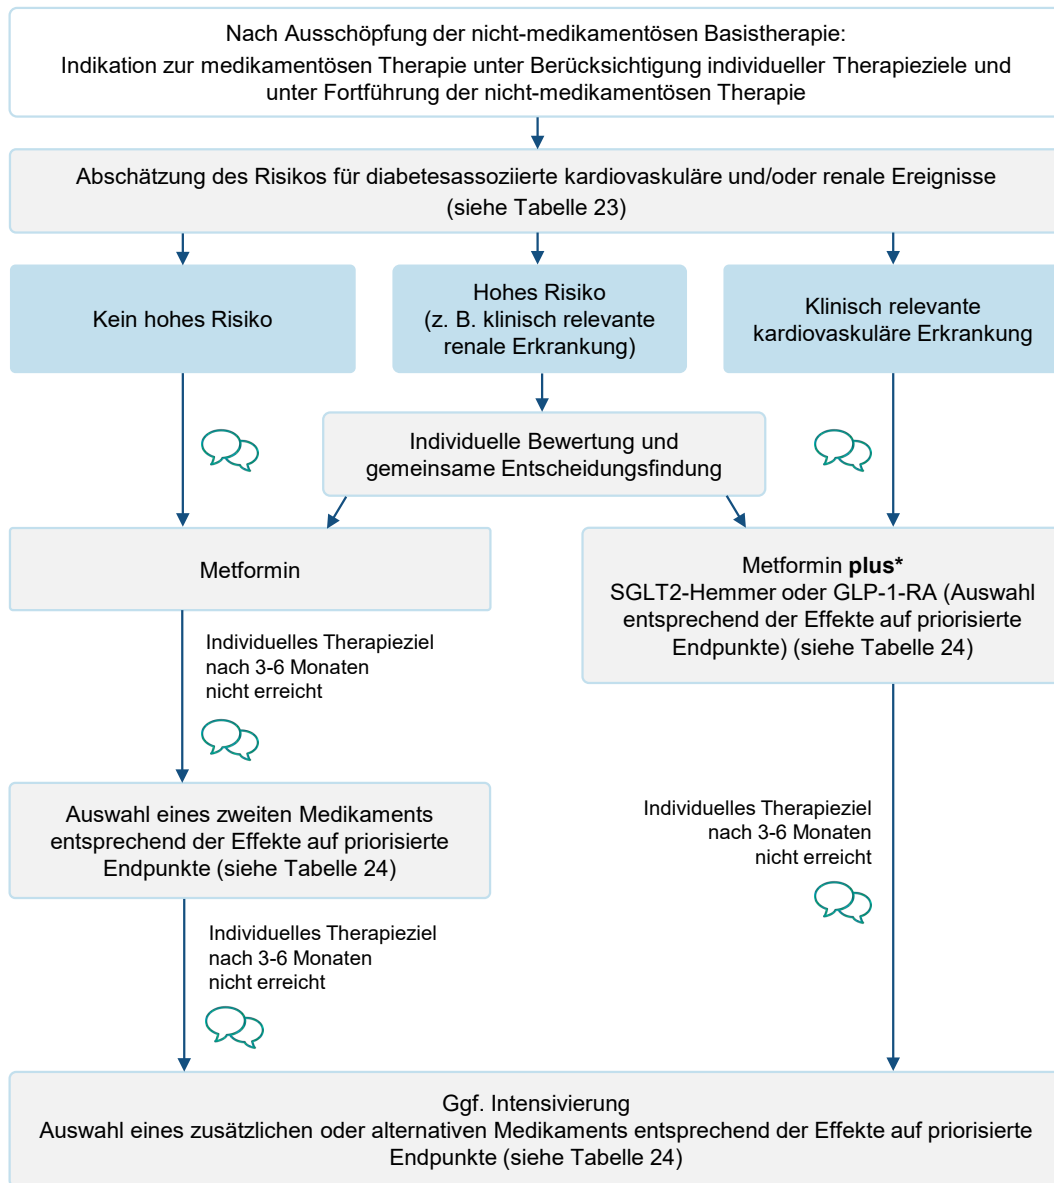 Nach Ausschöpfung der nicht-medikamentösen Basistherapie:
Indikation zur medikamentösen Therapie unter Berücksichtigung individueller Therapieziele und
unter Fortführung der nicht-medikamentösen Therapie
Abschätzung des Risikos für diabetesassoziierte kardiovaskuläre und/oder renale Ereignisse
(siehe Tabelle 23)
Kein hohes Risiko
Hohes Risiko
(z. B. klinisch relevante
renale Erkrankung)
Klinisch relevante
kardiovaskuläre Erkrankung
Individuelle Bewertung und
gemeinsame Entscheidungsfindung
Metformin
Metformin plus*
SGLT2-Hemmer oder GLP-1-RA (Auswahl
entsprechend der Effekte auf priorisierte
Endpunkte) (siehe Tabelle 24)
Individuelles Therapieziel
nach 3-6 Monaten
nicht erreicht
Auswahl eines zweiten Medikaments
entsprechend der Effekte auf priorisierte
Endpunkte (siehe Tabelle 24)
Individuelles Therapieziel
nach 3-6 Monaten
nicht erreicht
Individuelles Therapieziel
nach 3-6 Monaten
nicht erreicht
Ggf. Intensivierung
Auswahl eines zusätzlichen oder alternativen Medikaments entsprechend der Effekte auf priorisierte
Endpunkte (siehe Tabelle 24)